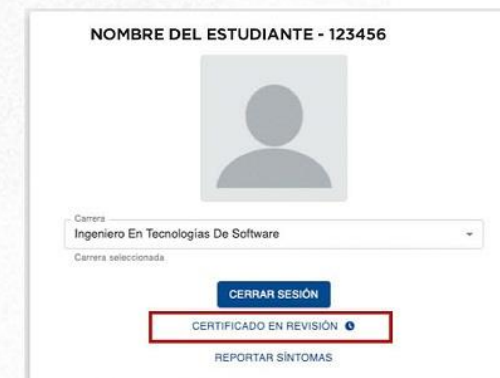 NOMBRE DEL ESTUDIANTE - 123456
Carrera
Ingeniero En Tecnologías De Software
Carrera seleccionada
CERRAR SESIÓN
CERTIFICADO EN REVISIÓN
REPORTAR SÍNTOMAS